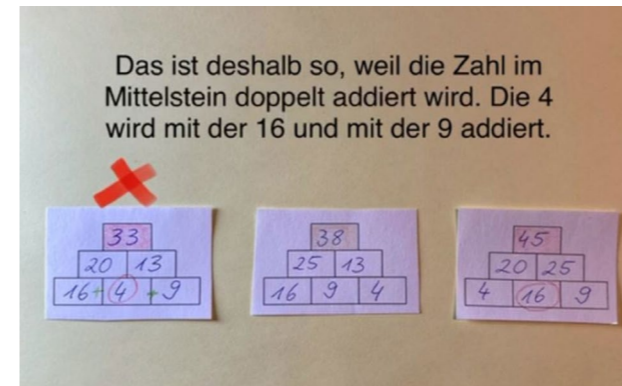 Das ist deshalb so, weil die Zahl im
Mittelstein doppelt addiert wird. Die 4
wird mit der 16 und mit der 9 addiert.
33 38 45
20 13 25 13 20 25
16 + 4 + 9 16 9 4 4 16 9